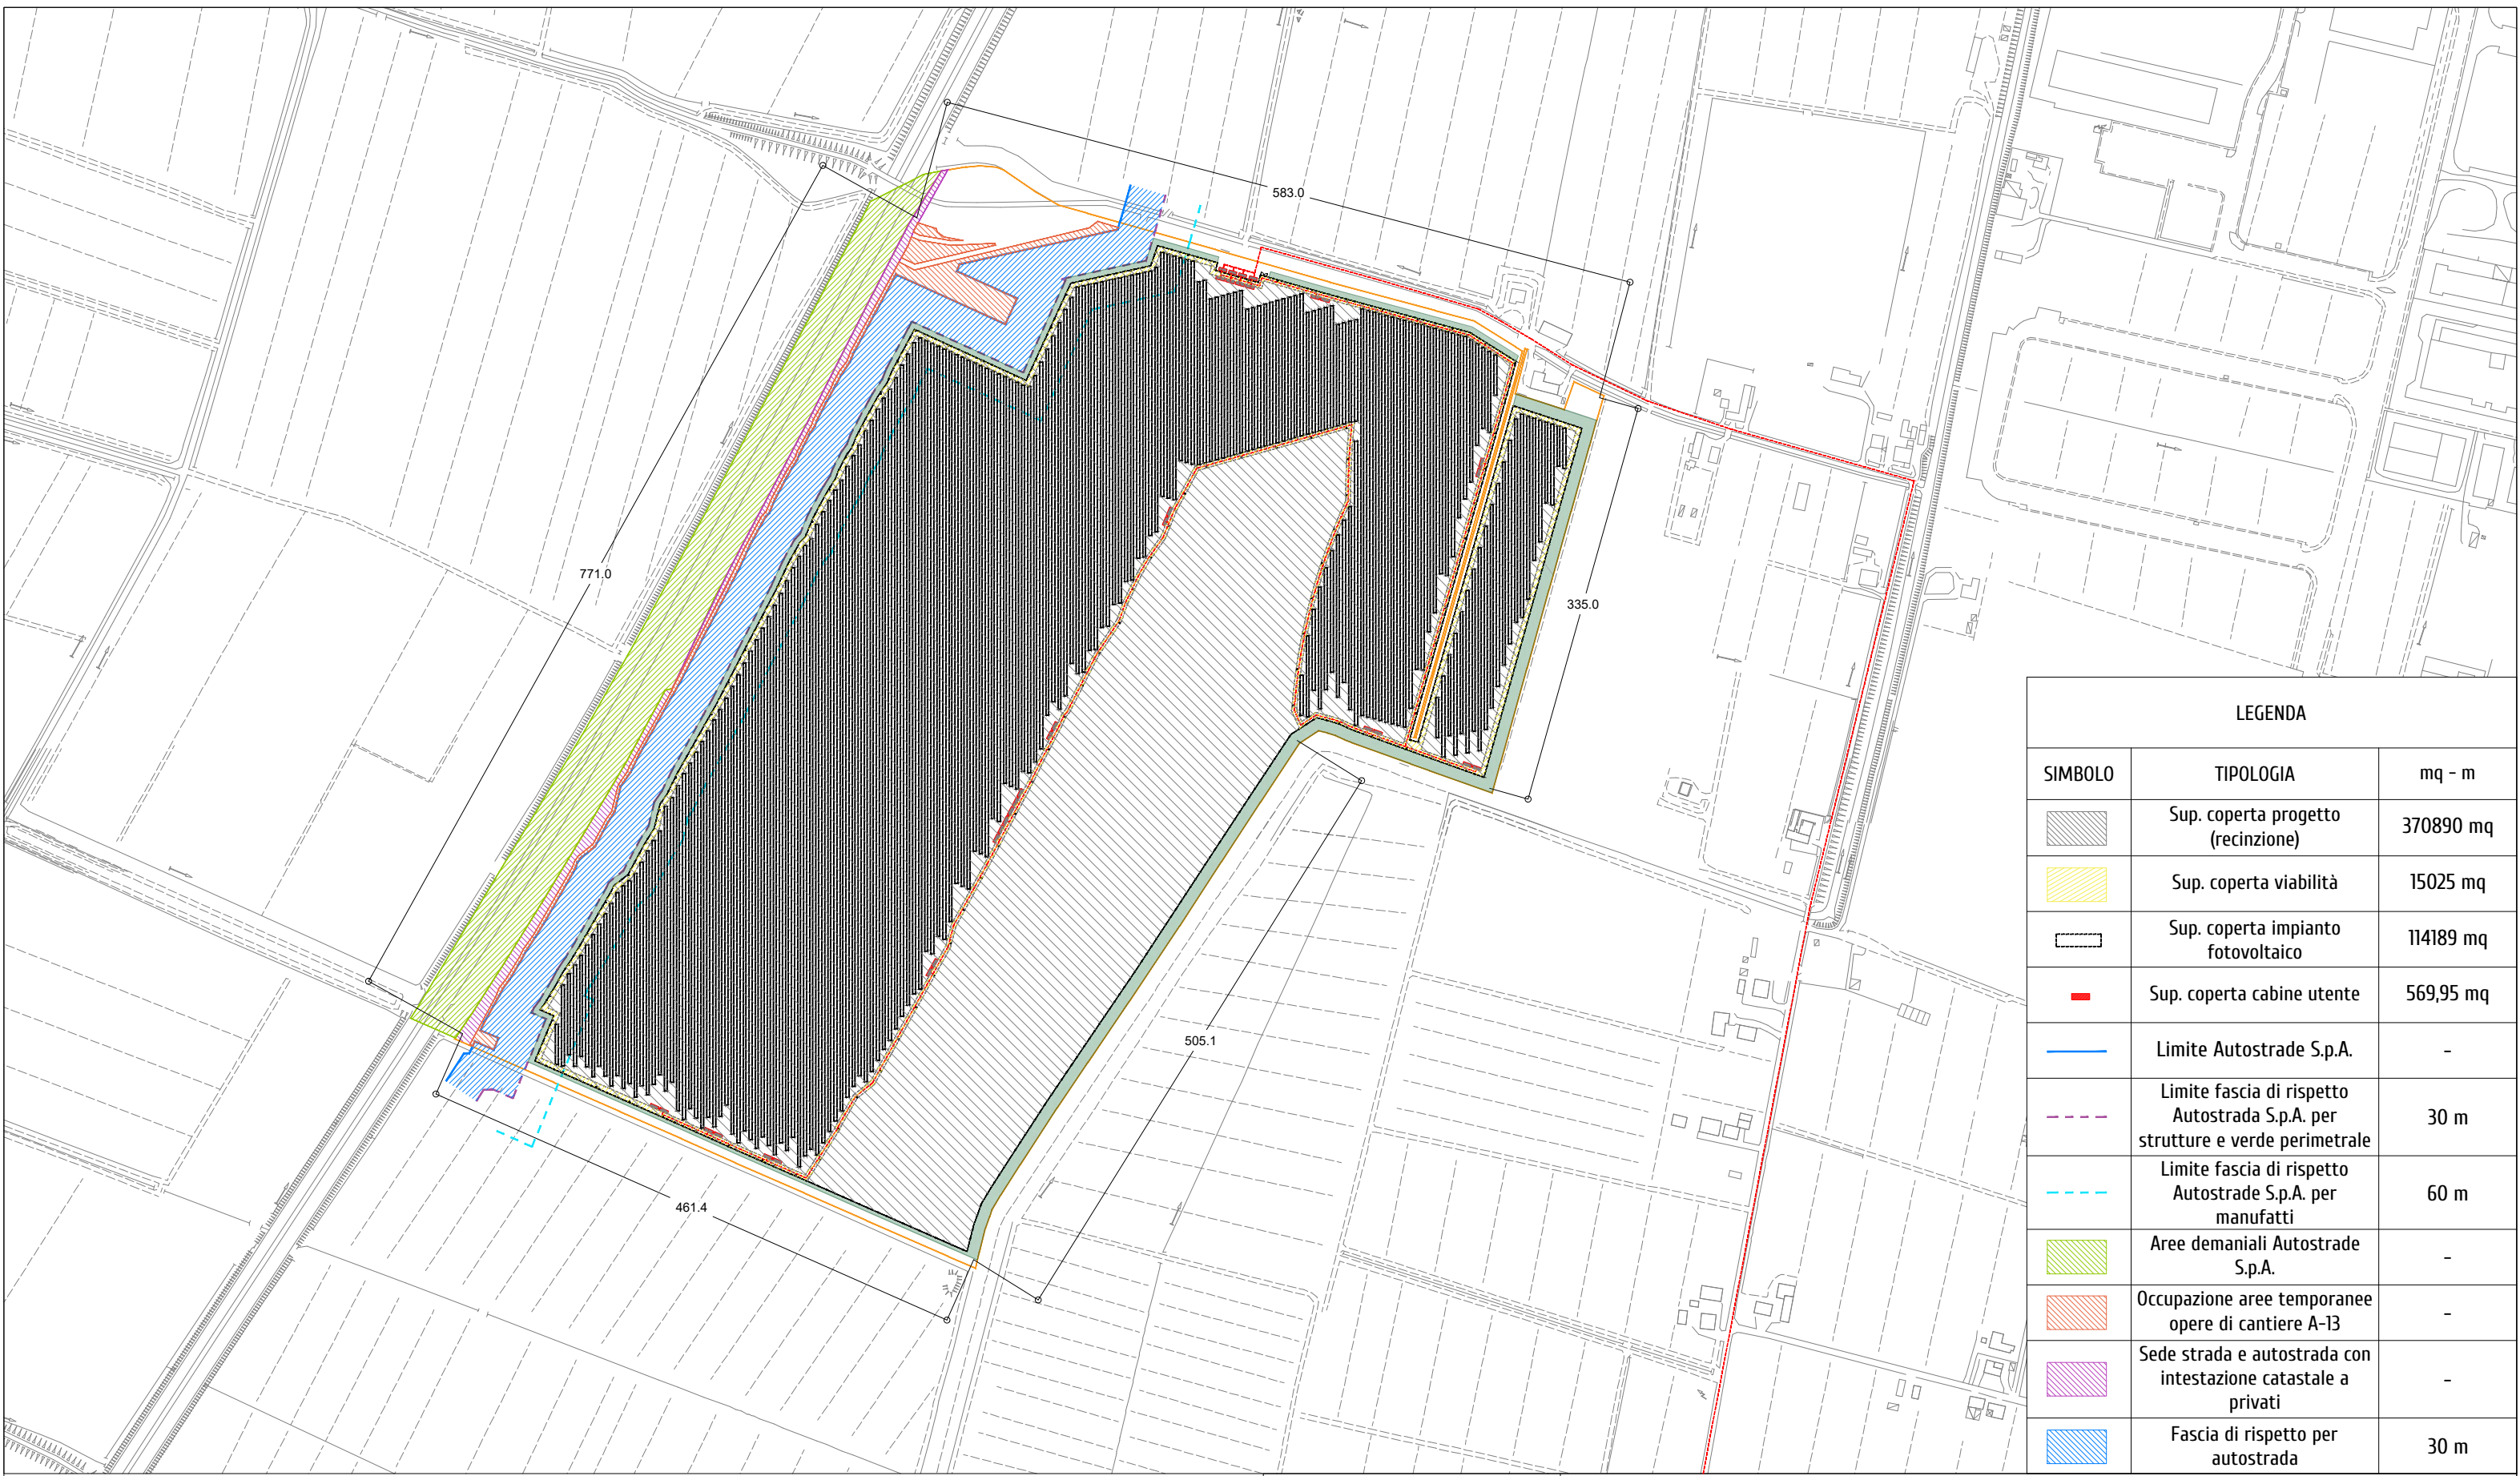 583.0
771.0
335.0
505.1
461.4
LEGENDA
SIMBOLO TIPOLOGIA mq - m
Sup. coperta progetto
(recinzione)
370890 mq
Sup. coperta viabilità 15025 mq
Sup. coperta impianto
fotovoltaico
114189 mq
Sup. coperta cabine utente 569,95 mq
Limite Autostrade S.p.A. -
Limite fascia di rispetto
Autostrada S.p.A. per
strutture e verde perimetrale
30 m
Limite fascia di rispetto
Autostrade S.p.A. per
manufatti
60 m
Aree demaniali Autostrade
S.p.A.
-
Occupazione aree temporanee
opere di cantiere A-13
-
Sede strada e autostrada con
intestazione catastale a
privati
-
Fascia di rispetto per
autostrada
30 m